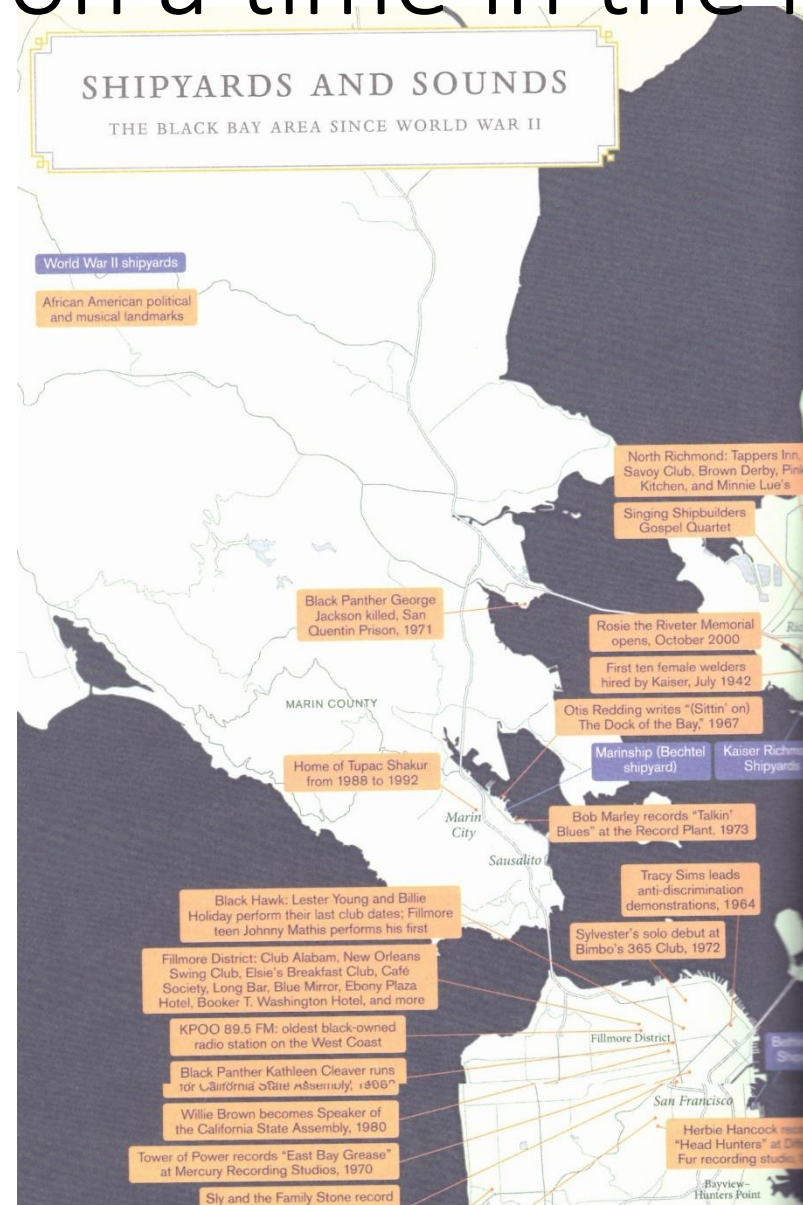 on a time in the
SHIPYARDS AND SOUNDS
THE BLACK BAY AREA SINCE WORLD WAR II
World War II shipyards
African American political
and musical landmarks
North Richmond: Tappers Inn,
Savoy Club, Brown Derby, Pink
Kitchen, and Minnie Lue's
Singing Shipbuilders
Gospel Quartet
Black Panther George
Jackson killed, San
Quentin Prison, 1971
Rosie the Riveter Memorial
opens, October 2000
First ten female welders
hired by Kaiser, July 1942
MARIN COUNTY
Otis Redding writes "(Sittin' on)
The Dock of the Bay," 1967
Marinship (Bechtel
shipyard)
Kaiser
Shipyards
Home of Tupac Shakur
from 1988 to 1992
Marin
City
Bob Marley records "Talkin'
Blues" at the Record Plant, 1973
Sausalito
Tracy Sims leads
anti-discrimination
demonstrations, 1964
Black Hawk: Lester Young and Billie
Holiday perform their last club dates; Fillmore
teen Johnny Mathis performs his first
Sylvester's solo debut at
Bimbo's 365 Club, 1972
Fillmore District: Club Alabam, New Orleans
Swing Club, Elsie's Breakfast Club, Café
Society, Long Bar, Blue Mirror, Ebony Plaza
Hotel, Booker T. Washington Hotel, and more
KPOO 89.5 FM: oldest black-owned
radio station on the West Coast
Fillmore District
Black Panther Kathleen Cleaver runs
for California State Assembly,
San Francisco
Willie Brown becomes Speaker of
the California State Assembly, 1980
Herbie Hancock
"Head Hunters" at
Fur recording studio,
Tower of Power records "East Bay Grease"
at Mercury Recording Studios, 1970
Bayview–
Hunters Point
Sly and the Family Stone record